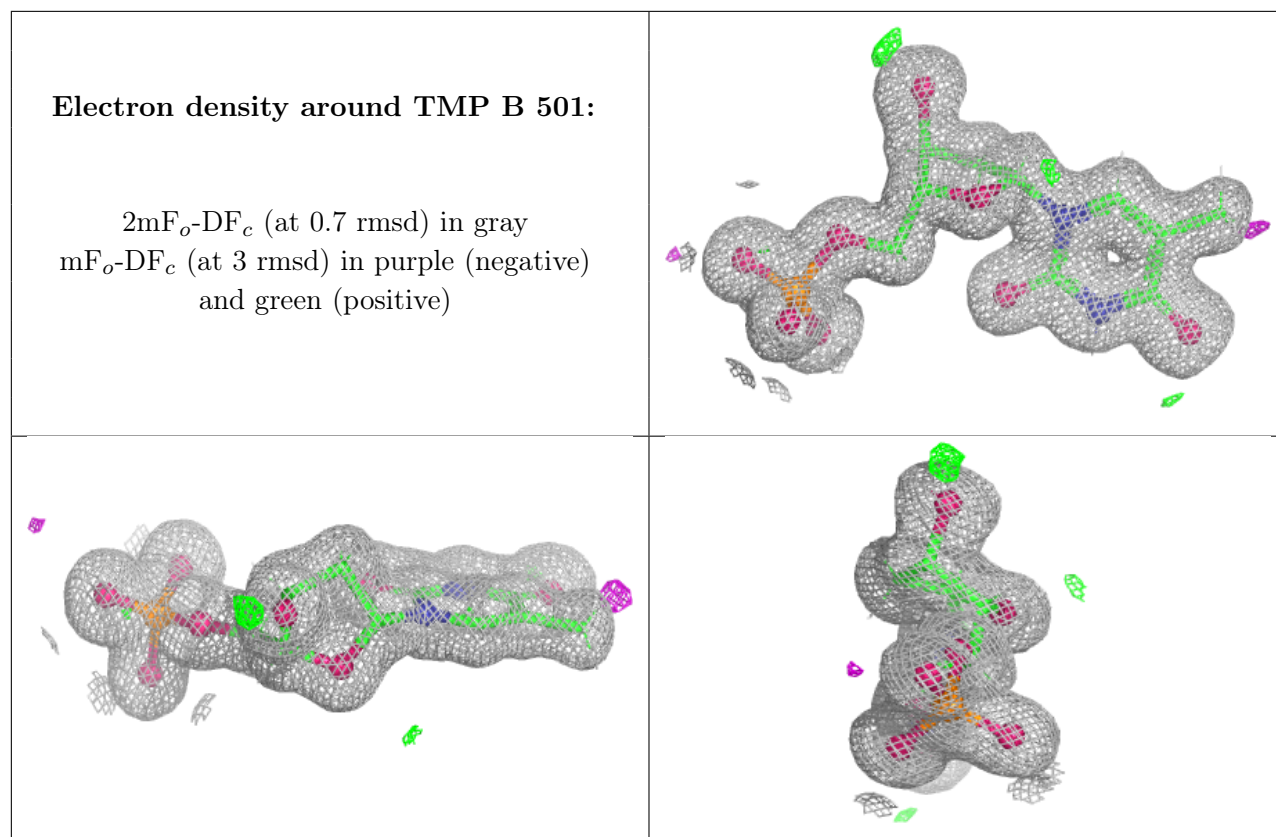 Electron density around TMP B 501:
2mFo-DFc (at 0.7 rmsd) in gray
mFo-DFc (at 3 rmsd) in purple (negative)
and green (positive)